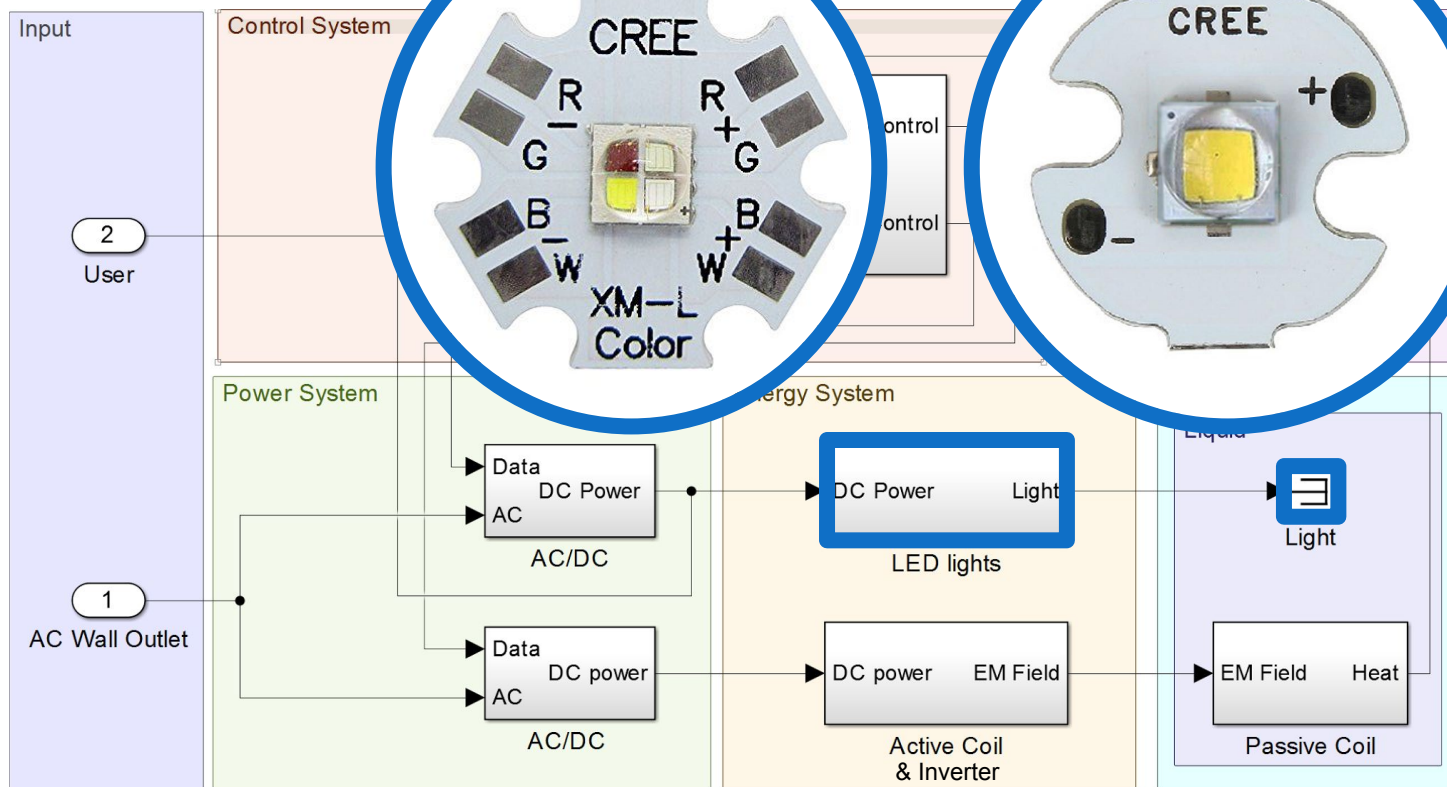 Input
Control System
CREE
R
R
−
+
G
G
B
B
−
+
W
W
XM-L
Color
CREE
+
-
ontrol
ontrol
2
User
Power System
ergy System
Liquid
Data
DC Power
AC
AC/DC
DC Power
Light
LED lights
Light
1
AC Wall Outlet
Data
DC power
AC
AC/DC
DC power
EM Field
Active Coil
& Inverter
EM Field
Heat
Passive Coil